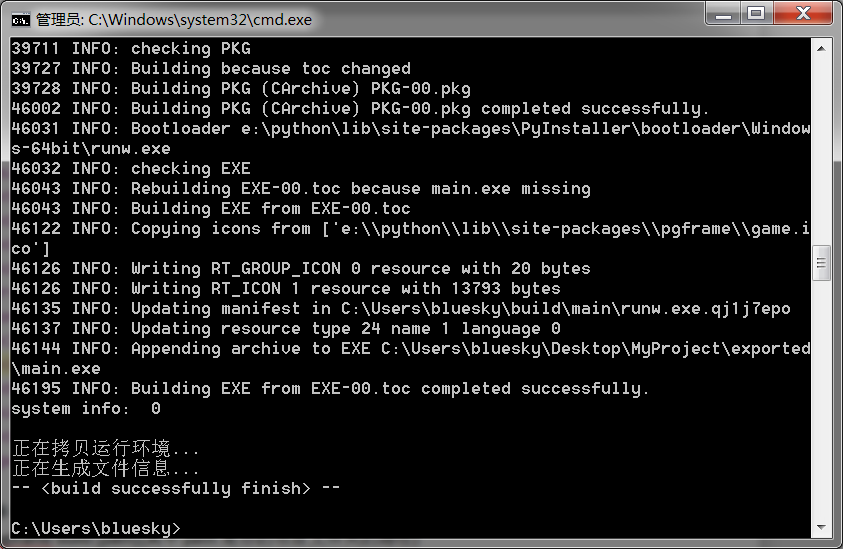 管理员: C:\Windows\system32\cmd.exe
39711 INFO: checking PKG
39727 INFO: Building because toc changed
39728 INFO: Building PKG (CArchive) PKG-00.pkg
46002 INFO: Building PKG (CArchive) PKG-00.pkg completed successfully.
46031 INFO: Bootloader e:\python\lib\site-packages\PyInstaller\bootloader\Window
s-64bit\runw.exe
46032 INFO: checking EXE
46043 INFO: Rebuilding EXE-00.toc because main.exe missing
46043 INFO: Building EXE from EXE-00.toc
46122 INFO: Copying icons from ['e:\\python\\lib\\site-packages\\pgframe\\game.i
co']
46126 INFO: Writing RT_GROUP_ICON 0 resource with 20 bytes
46126 INFO: Writing RT_ICON 1 resource with 13793 bytes
46135 INFO: Updating manifest in C:\Users\bluesky\build\main\runw.exe.qj1j7epo
46137 INFO: Updating resource type 24 name 1 language 0
46144 INFO: Appending archive to EXE C:\Users\bluesky\Desktop\MyProject\exported
\main.exe
46195 INFO: Building EXE from EXE-00.toc completed successfully.
system info:  0
正在拷贝运行环境...
正在生成文件信息...
-- <build successfully finish> --
C:\Users\bluesky>